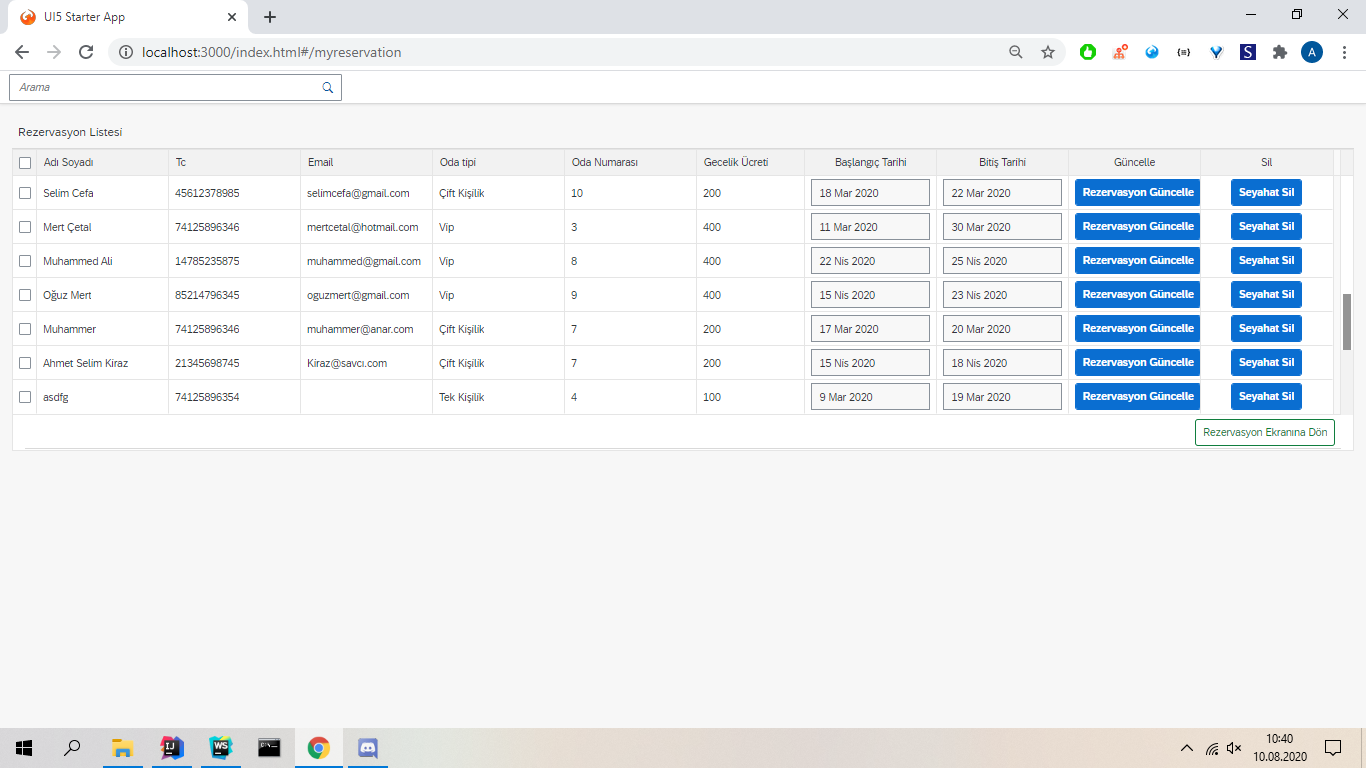 UI5 Starter App
localhost:3000/index.html#/myreservation
A
Arama
Rezervasyon Listesi
Adı Soyadı Tc Email Oda tipi Oda Numarası Gecelik Ücreti Başlangıç Tarihi Bitiş Tarihi Güncelle Sil
Selim Cefa 45612378985 selimcefa@gmail.com Çift Kişilik 10 200 18 Mar 2020 22 Mar 2020 Rezervasyon Güncelle Seyahat Sil
Mert Çetal 74125896346 mertcetal@hotmail.com Vip 3 400 11 Mar 2020 30 Mar 2020 Rezervasyon Güncelle Seyahat Sil
Muhammed Ali 14785235875 muhammed@gmail.com Vip 8 400 22 Nis 2020 25 Nis 2020 Rezervasyon Güncelle Seyahat Sil
Oğuz Mert 85214796345 oguzmert@gmail.com Vip 9 400 15 Nis 2020 23 Nis 2020 Rezervasyon Güncelle Seyahat Sil
Muhammer 74125896346 muhammer@anar.com Çift Kişilik 7 200 17 Mar 2020 20 Mar 2020 Rezervasyon Güncelle Seyahat Sil
Ahmet Selim Kiraz 21345698745 Kiraz@savcı.com Çift Kişilik 7 200 15 Nis 2020 18 Nis 2020 Rezervasyon Güncelle Seyahat Sil
asdfg 74125896354 Tek Kişilik 4 100 9 Mar 2020 19 Mar 2020 Rezervasyon Güncelle Seyahat Sil
Rezervasyon Ekranına Dön
10:40
10.08.2020